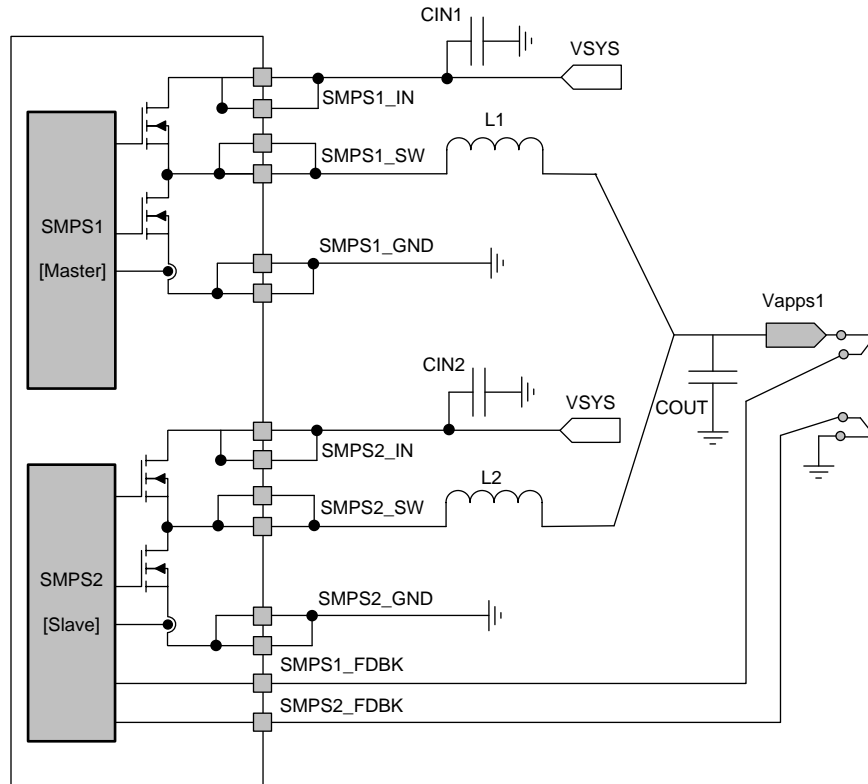 CIN1
VSYS
SMPS1_IN
L1
SMPS1_SW
SMPS1
[Master]
SMPS1_GND
Vapps1
CIN2
VSYS
COUT
SMPS2_IN
L2
SMPS2_SW
SMPS2
[Slave]
SMPS2_GND
SMPS1_FDBK
SMPS2_FDBK